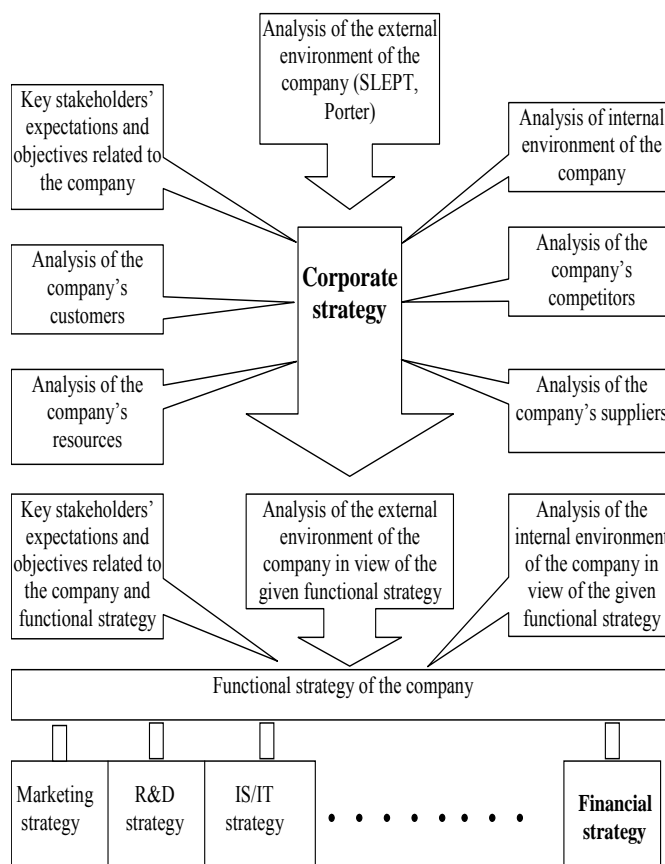 Analysis of the external
environment of the
company (SLEPT,
Porter)
Key stakeholders’
expectations and
objectives related to
the company
Analysis of internal
environment of the
company
Analysis of the
company’s
customers
Corporate
strategy
Analysis of the
company’s
competitors
Analysis of the
company’s
resources
Analysis of the
company’s suppliers
Key stakeholders’
expectations and
objectives related to
the company and
functional strategy
Analysis of the external
environment of the
company in view of the
given functional strategy
Analysis of the
internal environment
of the company in
view of the given
functional strategy
Functional strategy of the company
Marketing
strategy
R&D
strategy
IS/IT
strategy
. . . . . . . .
Financial
strategy